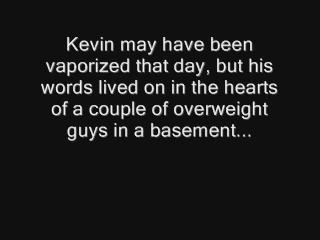 Kevin may have been
vaporized that day, but his
words lived on in the hearts
of a couple of overweight
guys in a basement...